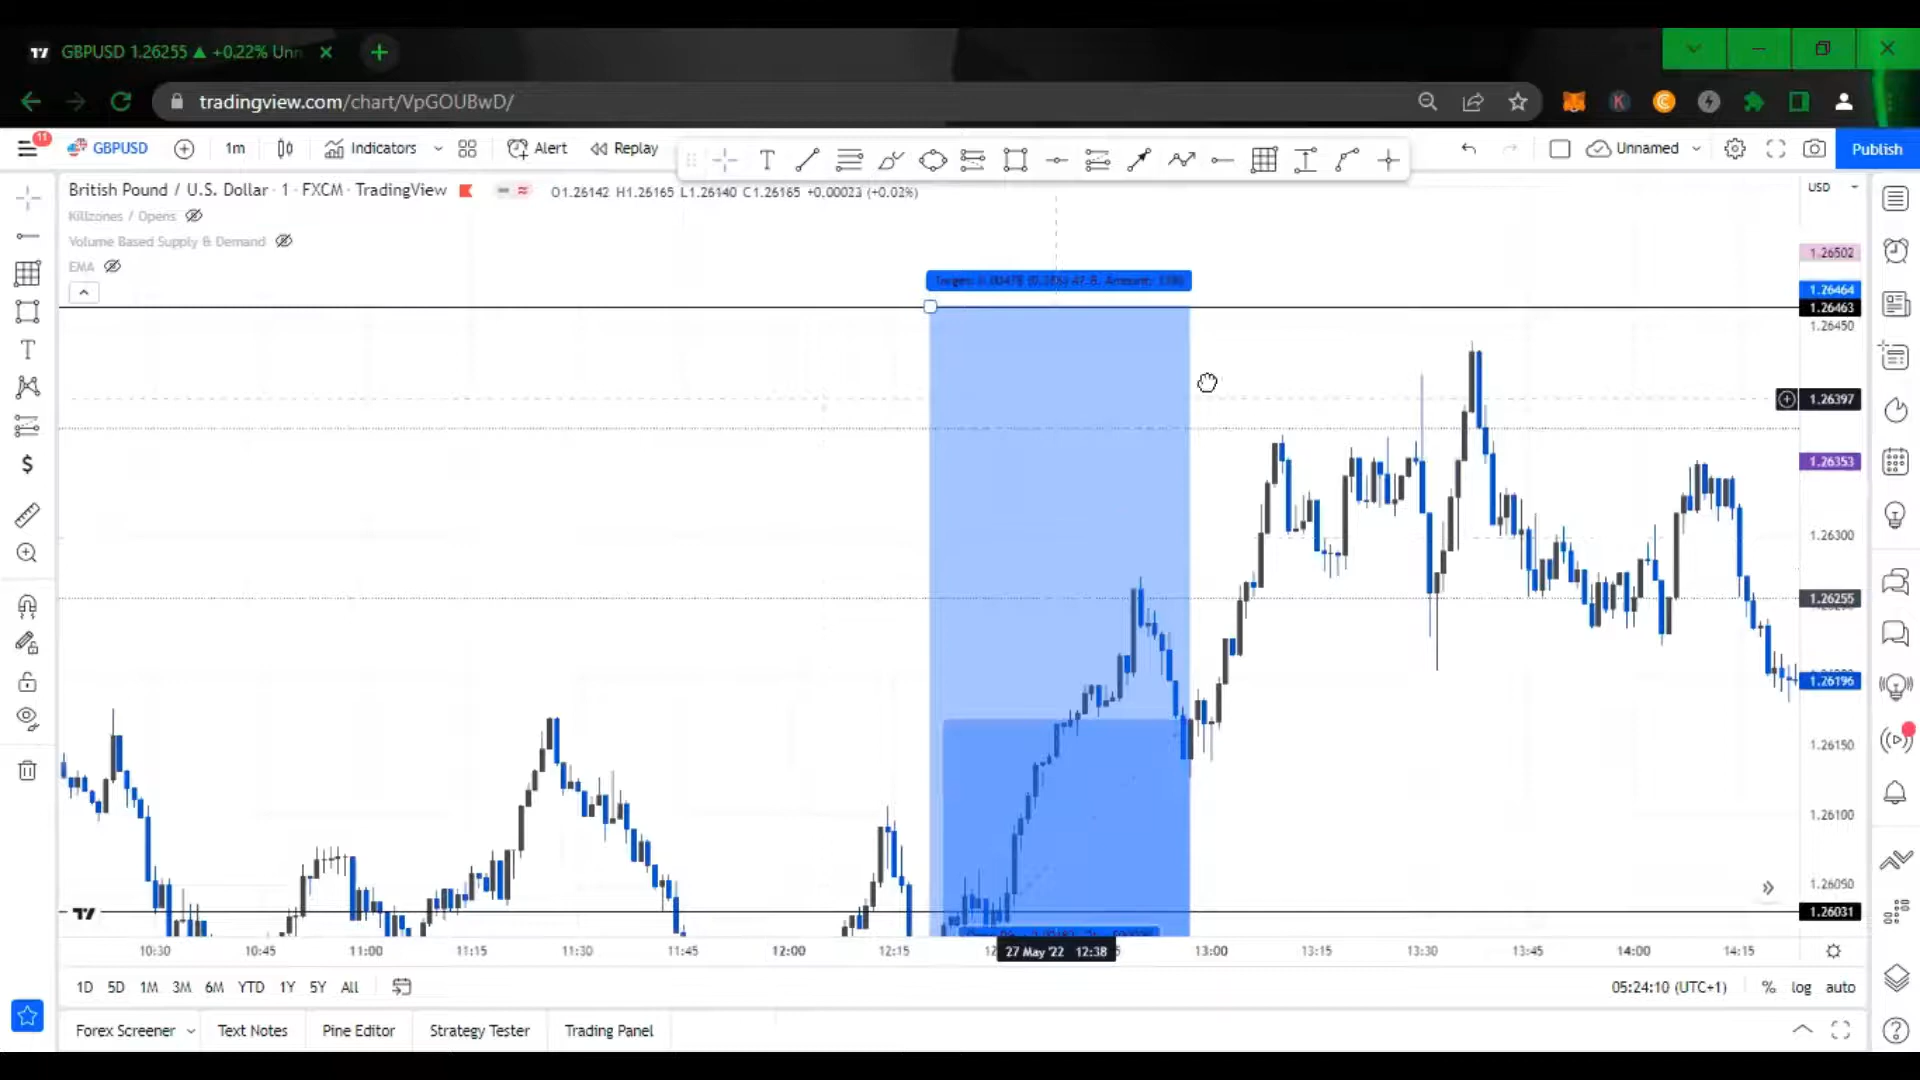 GBPUSD 1.26255 ▲ +0.22% Unn
tradingview.com/chart/VpGOUBwD/
11
GBPUSD
1m
Indicators
Alert
Replay
Unnamed
Publish
British Pound / U.S. Dollar · 1 · FXCM · TradingView
O1.26142 H1.26165 L1.26140 C1.26165 +0.00023 (+0.02%)
USD
Killzones / Opens
Volume Based Supply & Demand
EMA
1.26502
1.26464
1.26463
1.26450
1.26397
1.26353
1.26300
1.26255
1.26196
1.26150
1.26100
1.26050
1.26031
10:30 10:45 11:00 11:15 11:30 11:45 12:00 12:15 27 May '22 12:38 13:00 13:15 13:30 13:45 14:00 14:15
1D 5D 1M 3M 6M YTD 1Y 5Y All
05:24:10 (UTC+1) % log auto
Forex Screener
Text Notes
Pine Editor
Strategy Tester
Trading Panel